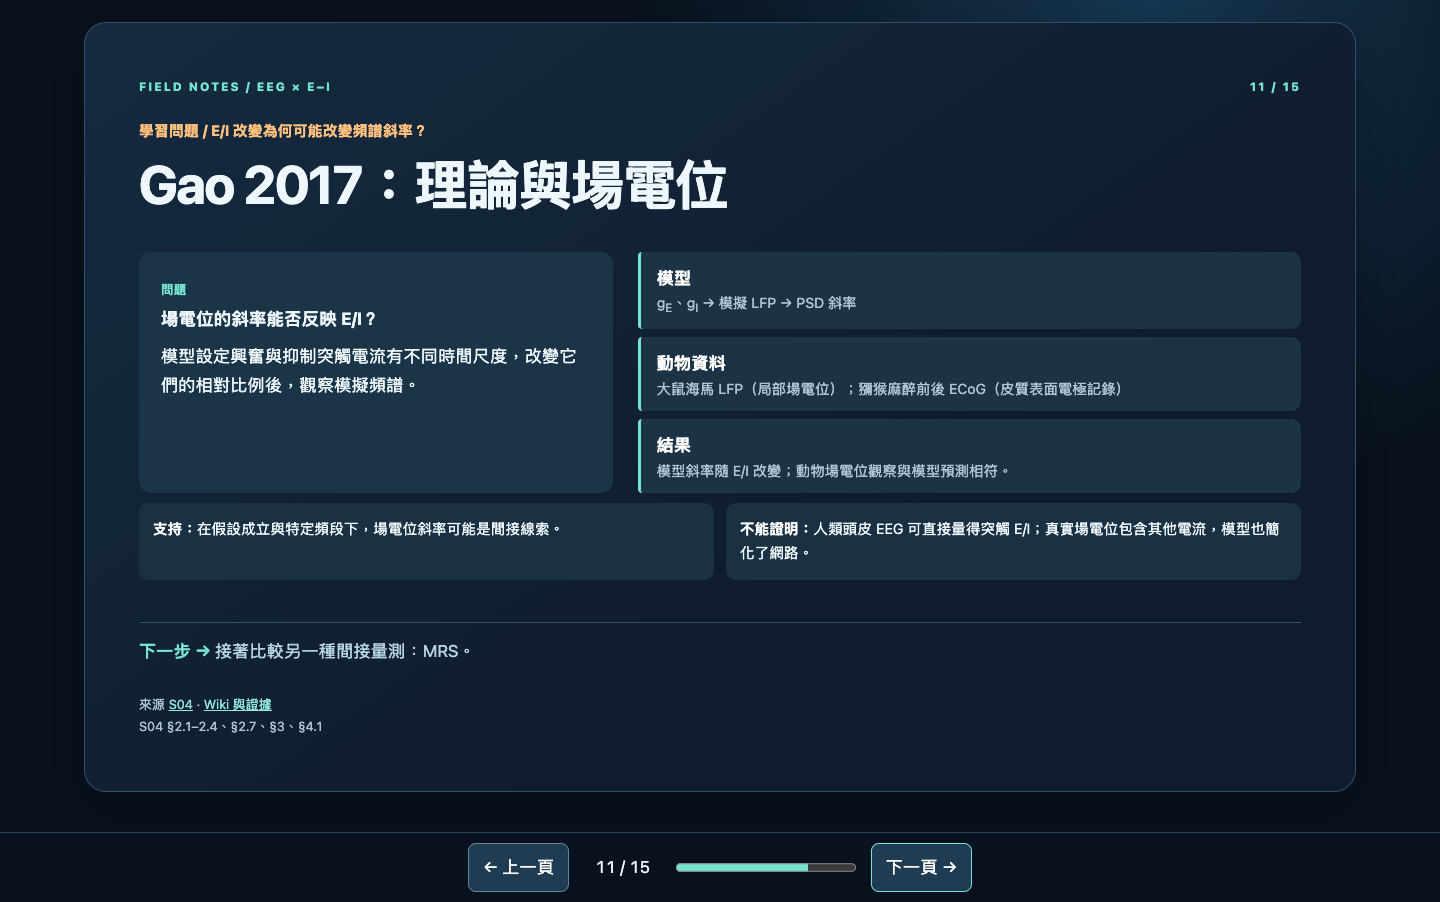 FIELD NOTES / EEG × E–I
11 / 15
學習問題 / E/I 改變為何可能改變頻譜斜率？
Gao 2017：理論與場電位
問題
場電位的斜率能否反映 E/I？
模型設定興奮與抑制突觸電流有不同時間尺度，改變它
們的相對比例後，觀察模擬頻譜。
模型
gE、gI → 模擬 LFP → PSD 斜率
動物資料
大鼠海馬 LFP（局部場電位）；獼猴麻醉前後 ECoG（皮質表面電極記錄）
結果
模型斜率隨 E/I 改變；動物場電位觀察與模型預測相符。
支持：在假設成立與特定頻段下，場電位斜率可能是間接線索。
不能證明：人類頭皮 EEG 可直接量得突觸 E/I；真實場電位包含其他電流，模型也簡
化了網路。
下一步 → 接著比較另一種間接量測：MRS。
來源 S04 · Wiki 與證據
S04 §2.1–2.4、§2.7、§3、§4.1
← 上一頁
11 / 15
下一頁 →